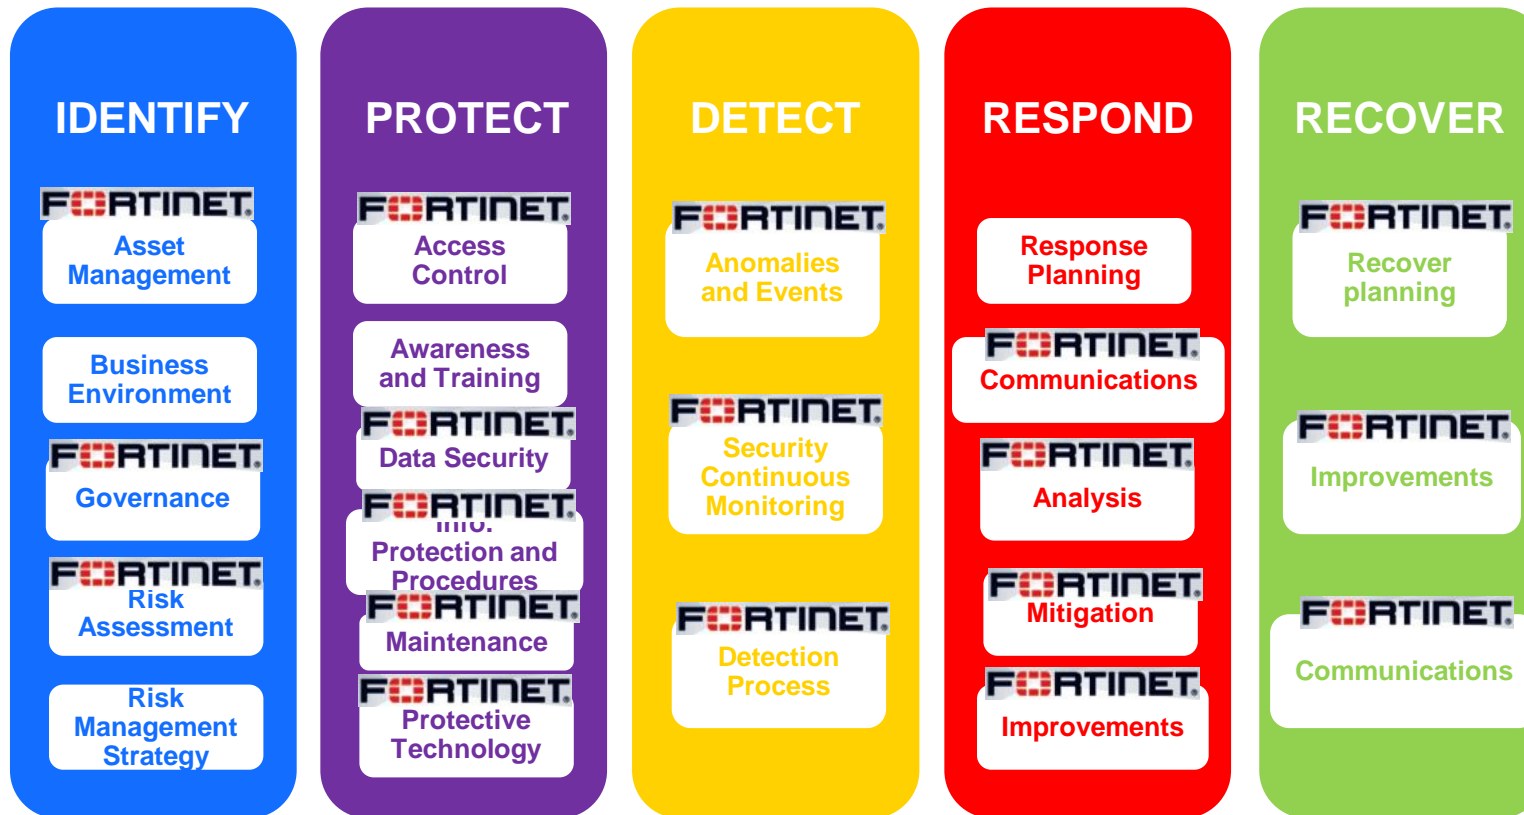 IDENTIFY
FORTINET
Asset
Management
Business
Environment
FORTINET
Governance
FORTINET
Risk
Assessment
Risk
Management
Strategy
PROTECT
FORTINET
Access
Control
Awareness
and Training
FORTINET
Data Security
FORTINET
Info.
Protection and
Procedures
FORTINET
Maintenance
FORTINET
Protective
Technology
DETECT
FORTINET
Anomalies
and Events
FORTINET
Security
Continuous
Monitoring
FORTINET
Detection
Process
RESPOND
Response
Planning
FORTINET
Communications
FORTINET
Analysis
FORTINET
Mitigation
FORTINET
Improvements
RECOVER
FORTINET
Recover
planning
FORTINET
Improvements
FORTINET
Communications